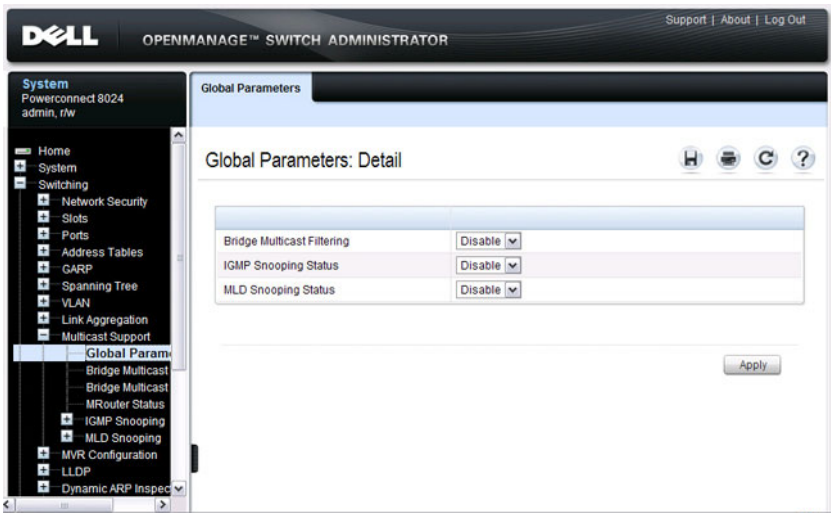 Support | About | Log Out
DELL
OPENMANAGE™ SWITCH ADMINISTRATOR
System
Powerconnect 8024
admin, r/w
Global Parameters
Home
System
Switching
Network Security
Slots
Ports
Address Tables
GARP
Spanning Tree
VLAN
Link Aggregation
Multicast Support
Global Param
Bridge Multicast
Bridge Multicast
MRouter Status
IGMP Snooping
MLD Snooping
MVR Configuration
LLDP
Dynamic ARP Inspec
Global Parameters: Detail
Bridge Multicast Filtering Disable
IGMP Snooping Status Disable
MLD Snooping Status Disable
Apply